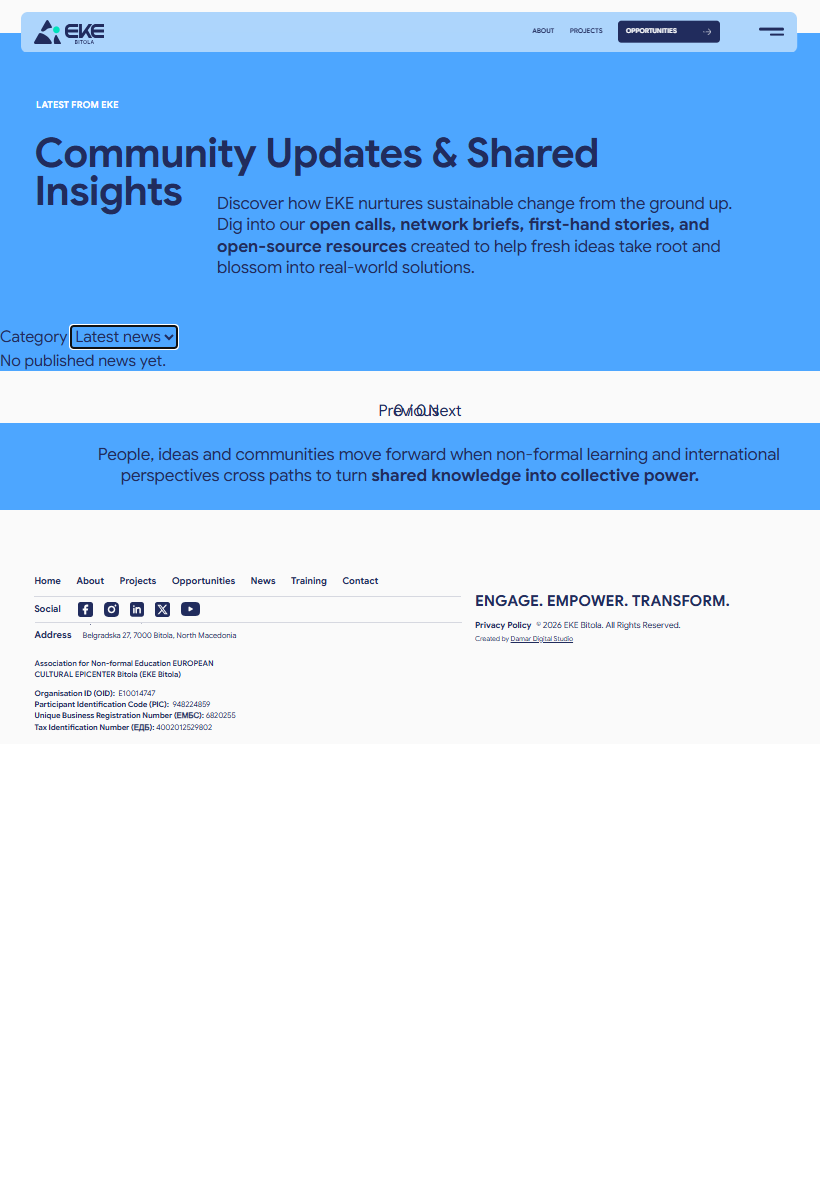 EKE
BITOLA
ABOUT
PROJECTS
OPPORTUNITIES
LATEST FROM EKE
Community Updates & Shared
Insights
Discover how EKE nurtures sustainable change from the ground up.
Dig into our open calls, network briefs, first-hand stories, and
open-source resources created to help fresh ideas take root and
blossom into real-world solutions.
Category Latest news
No published news yet.
Previous 0 / 0 Next
People, ideas and communities move forward when non-formal learning and international
perspectives cross paths to turn shared knowledge into collective power.
Home About Projects Opportunities News Training Contact
Social
Address Belgradska 27, 7000 Bitola, North Macedonia
Association for Non-formal Education EUROPEAN
CULTURAL EPICENTER Bitola (EKE Bitola)
Organisation ID (OID): E10014747
Participant Identification Code (PIC): 948224859
Unique Business Registration Number (ЕМБС): 6820255
Tax Identification Number (ЕДБ): 4002012529802
ENGAGE. EMPOWER. TRANSFORM.
Privacy Policy © 2026 EKE Bitola. All Rights Reserved.
Created by Damar Digital Studio